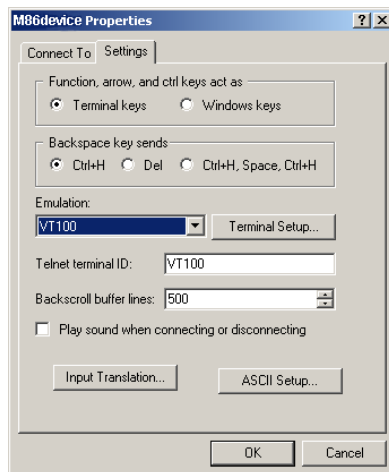 M86device Properties
Connect To Settings
Function, arrow, and ctrl keys act as
Terminal keys Windows keys
Backspace key sends
Ctrl+H Del Ctrl+H, Space, Ctrl+H
Emulation:
VT100 Terminal Setup...
Telnet terminal ID: VT100
Backscroll buffer lines: 500
Play sound when connecting or disconnecting
Input Translation... ASCII Setup...
OK Cancel